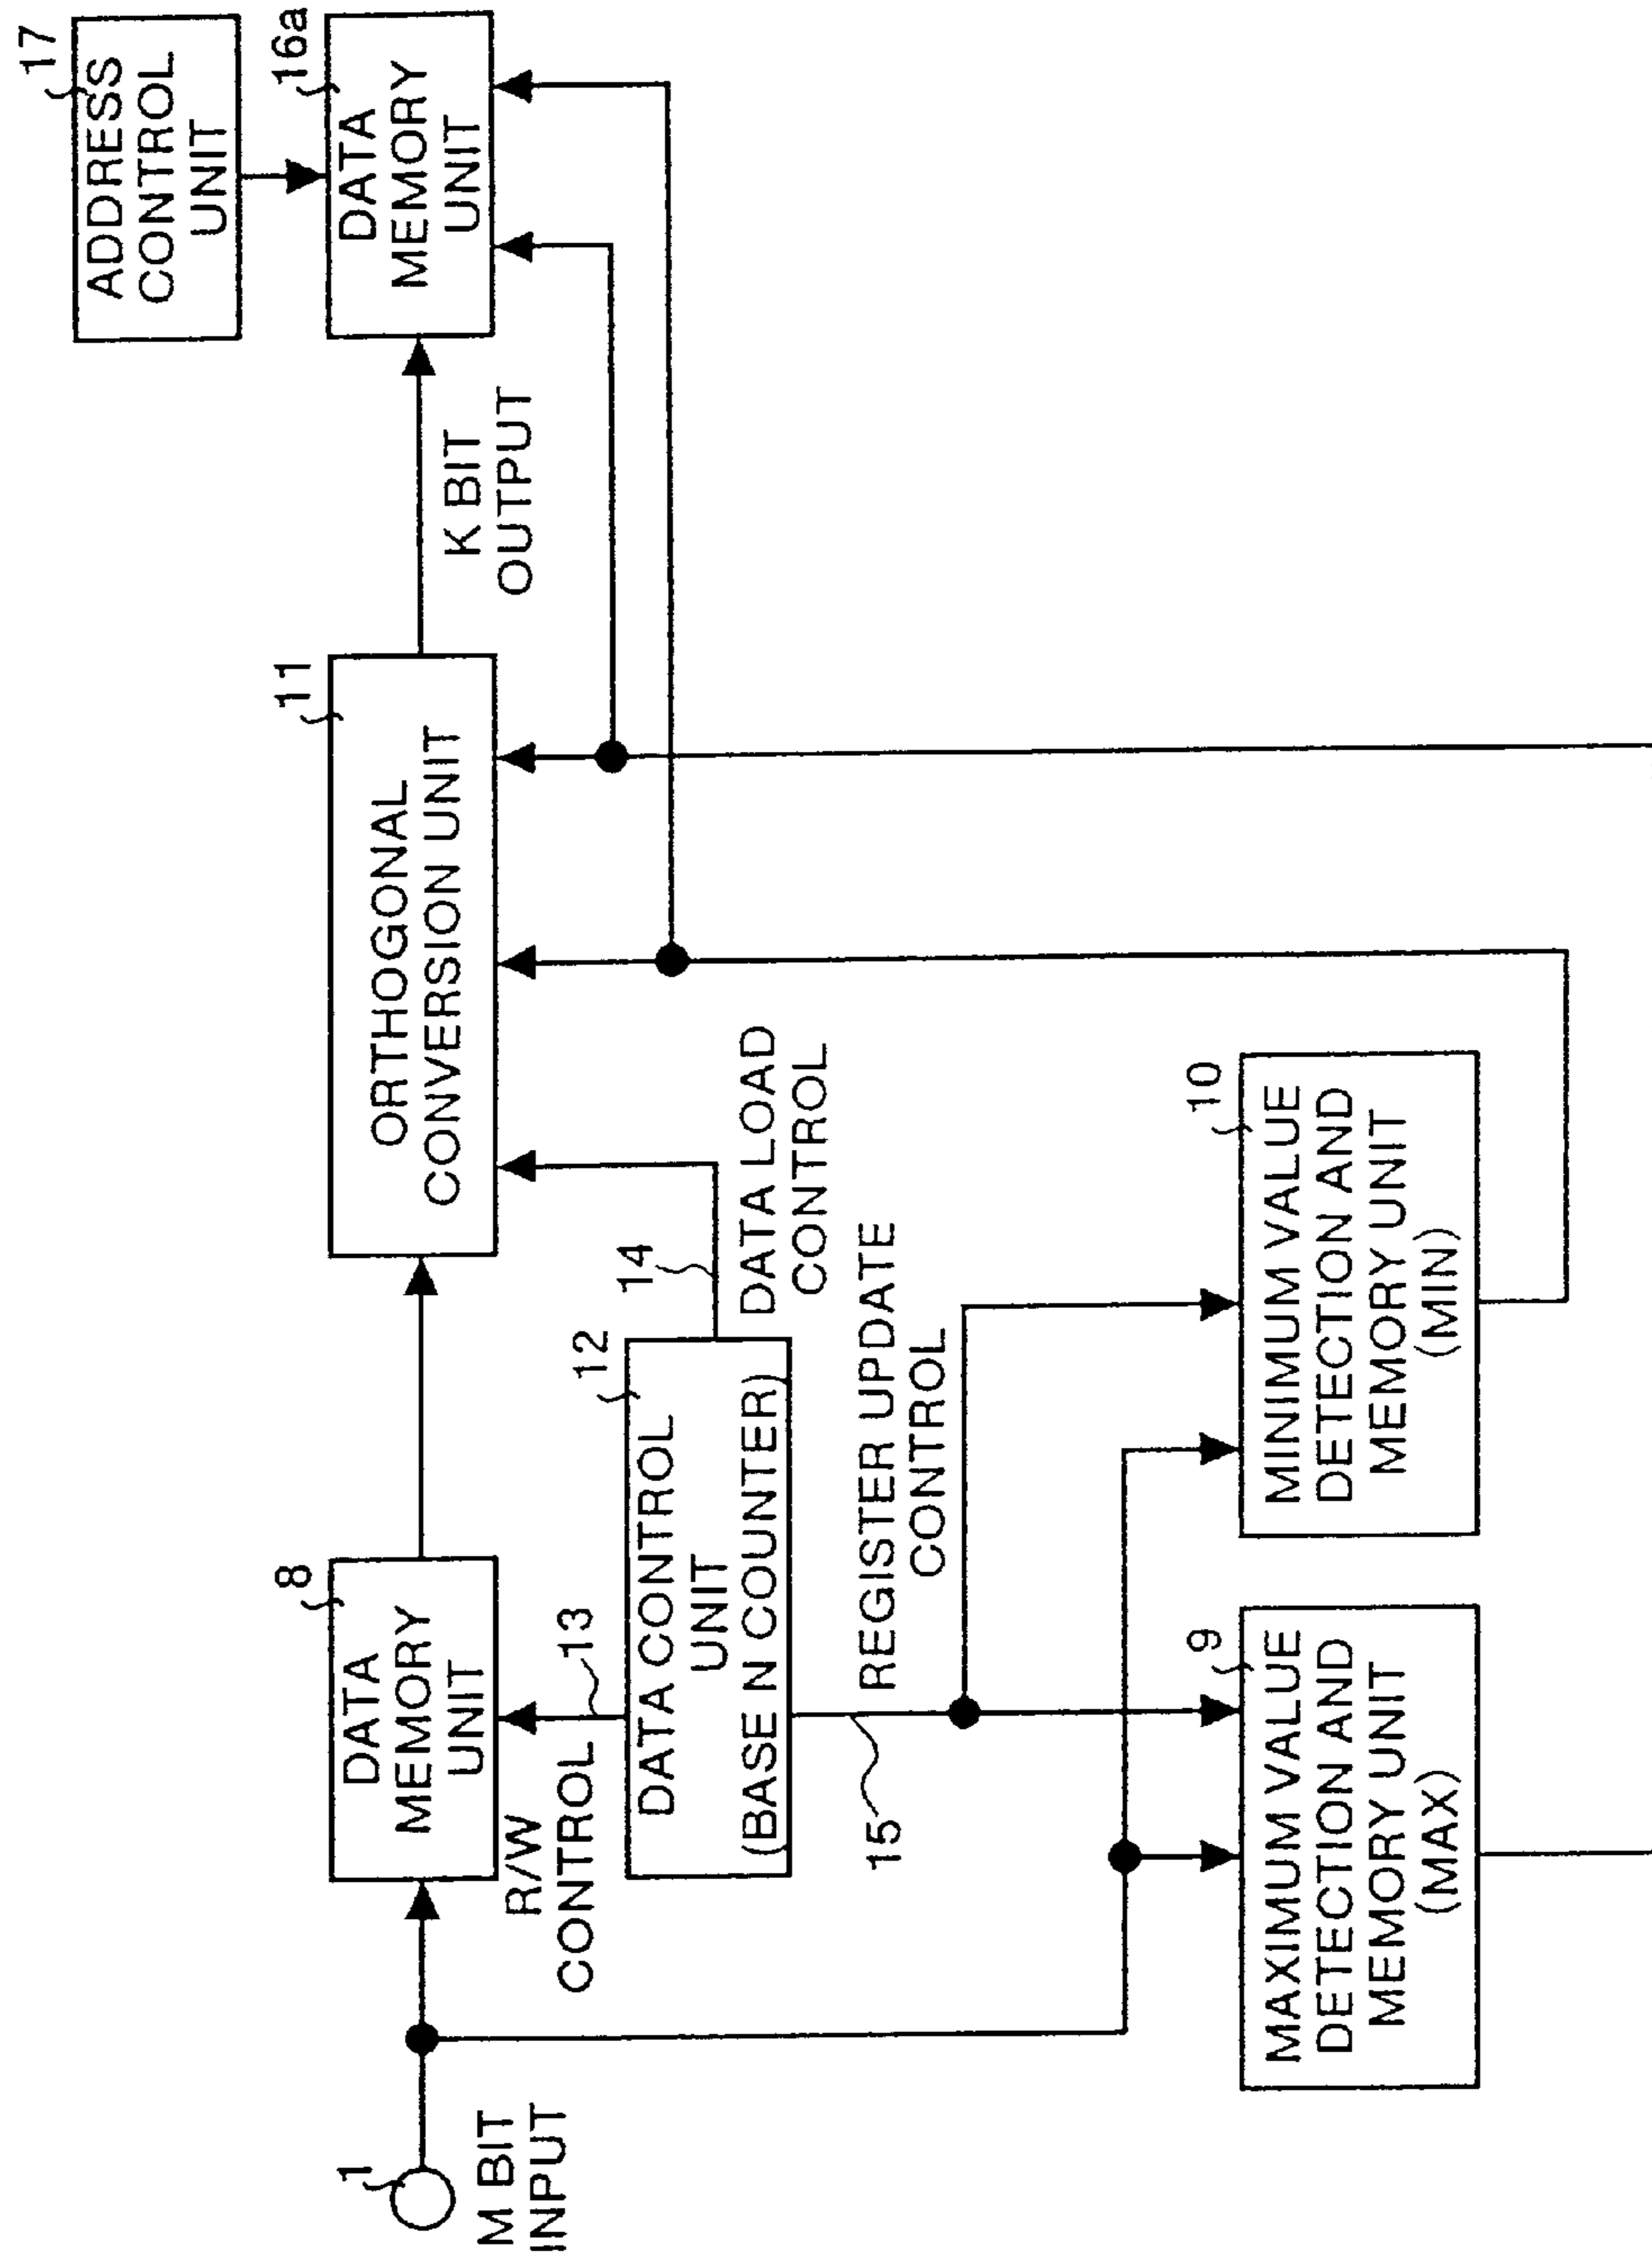 1
M BIT
INPUT
8
DATA
MEMORY
UNIT
R/W
CONTROL
13
12
DATA CONTROL
UNIT
(BASE N COUNTER)
14
DATA LOAD
CONTROL
15
REGISTER UPDATE
CONTROL
9
MAXIMUM VALUE
DETECTION AND
MEMORY UNIT
(MAX)
10
MINIMUM VALUE
DETECTION AND
MEMORY UNIT
(MIN)
11
ORTHOGONAL
CONVERSION UNIT
K BIT
OUTPUT
17
ADDRESS
CONTROL
UNIT
16a
DATA
MEMORY
UNIT